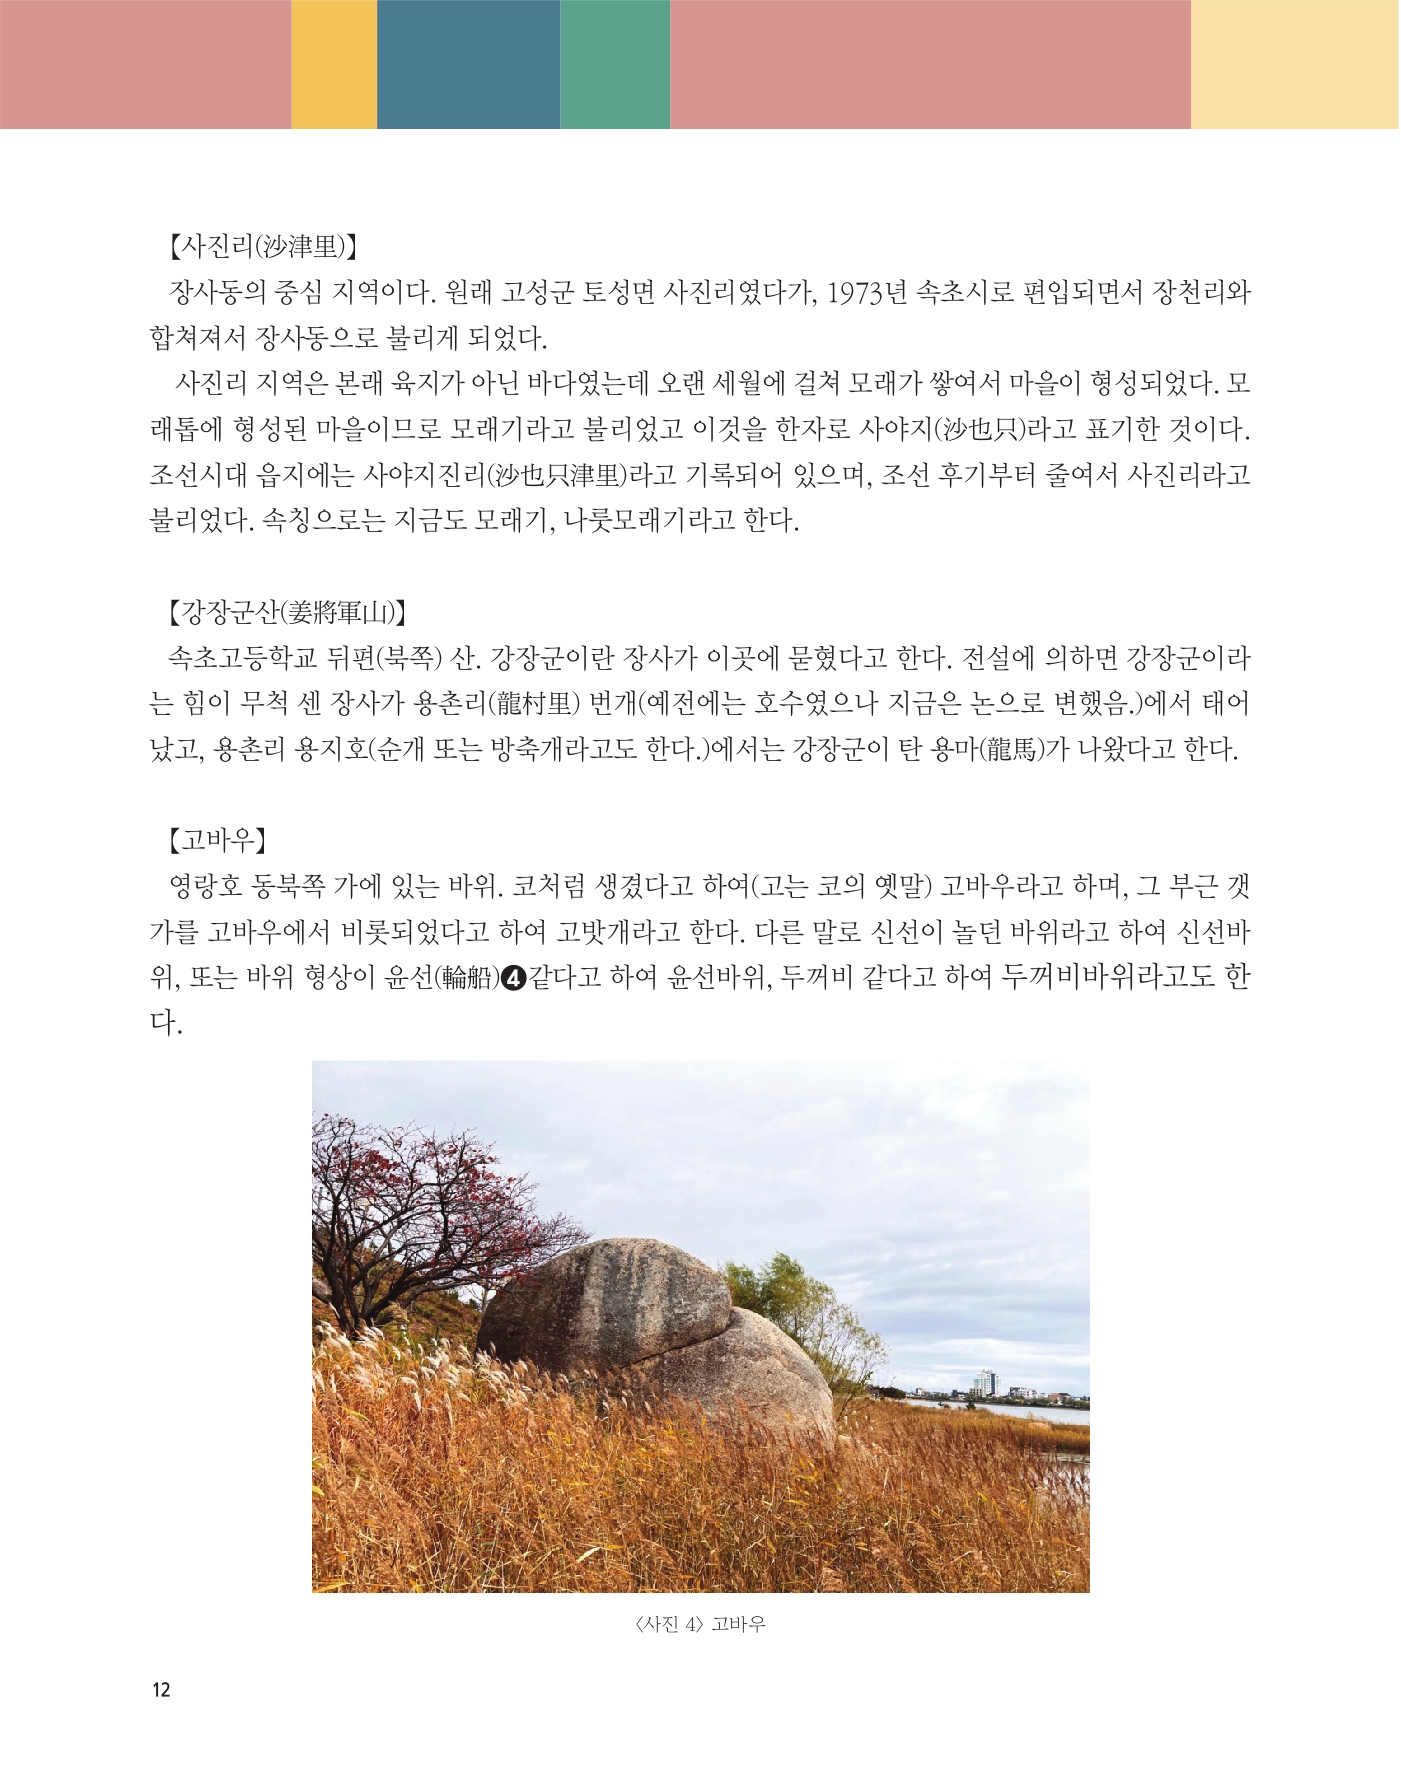 【사진리(沙津里)】
장사동의 중심 지역이다. 원래 고성군 토성면 사진리였다가, 1973년 속초시로 편입되면서 장천리와
합쳐져서 장사동으로 불리게 되었다.
사진리 지역은 본래 육지가 아닌 바다였는데 오랜 세월에 걸쳐 모래가 쌓여서 마을이 형성되었다. 모
래톱에 형성된 마을이므로 모래기라고 불리었고 이것을 한자로 사야지(沙也只)라고 표기한 것이다.
조선시대 읍지에는 사야지진리(沙也只津里)라고 기록되어 있으며, 조선 후기부터 줄여서 사진리라고
불리었다. 속칭으로는 지금도 모래기, 나룻모래기라고 한다.
【강장군산(姜將軍山)】
속초고등학교 뒤편(북쪽) 산. 강장군이란 장사가 이곳에 묻혔다고 한다. 전설에 의하면 강장군이라
는 힘이 무척 센 장사가 용촌리(龍村里) 번개(예전에는 호수였으나 지금은 논으로 변했음.)에서 태어
났고, 용촌리 용지호(순개 또는 방축개라고도 한다.)에서는 강장군이 탄 용마(龍馬)가 나왔다고 한다.
【고바우】
영랑호 동북쪽 가에 있는 바위. 코처럼 생겼다고 하여(고는 코의 옛말) 고바우라고 하며, 그 부근 갯
가를 고바우에서 비롯되었다고 하여 고밧개라고 한다. 다른 말로 신선이 놀던 바위라고 하여 신선바
위, 또는 바위 형상이 윤선(輪船)❹같다고 하여 윤선바위, 두꺼비 같다고 하여 두꺼비바위라고도 한
다.
〈사진 4〉 고바우
12